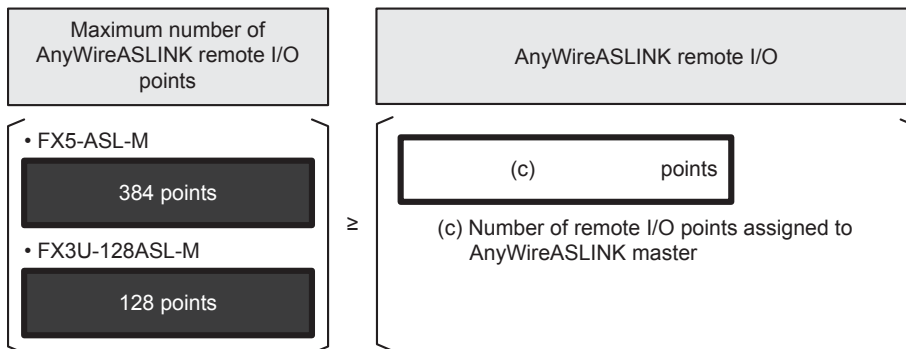 Maximum number of
AnyWireASLINK remote I/O
points
AnyWireASLINK remote I/O
• FX5-ASL-M
384 points
• FX3U-128ASL-M
128 points
≥
(c) points
(c) Number of remote I/O points assigned to
AnyWireASLINK master